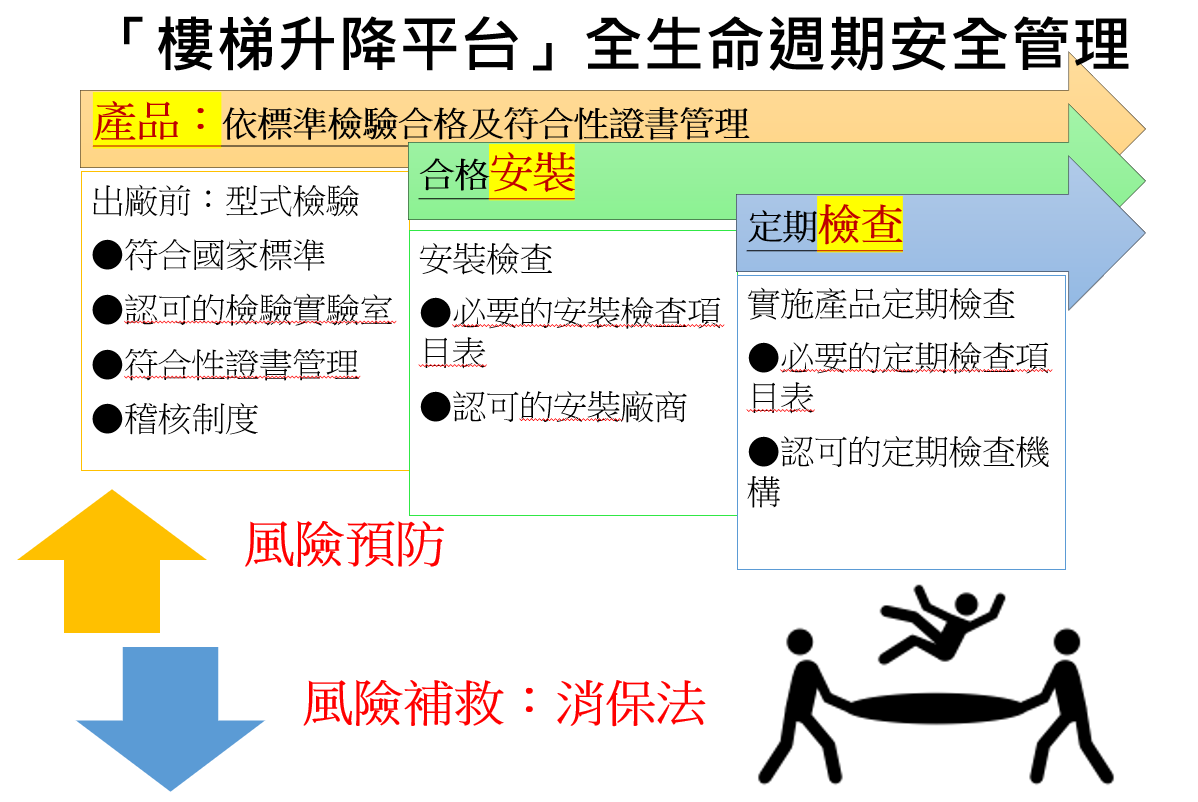 「樓梯升降平台」全生命週期安全管理
產品：依標準檢驗合格及符合性證書管理
出廠前：型式檢驗
●符合國家標準
●認可的檢驗實驗室
●符合性證書管理
●稽核制度
合格安裝
安裝檢查
●必要的安裝檢查項
目表
●認可的安裝廠商
定期檢查
實施產品定期檢查
●必要的定期檢查項
目表
●認可的定期檢查機
構
風險預防
風險補救：消保法